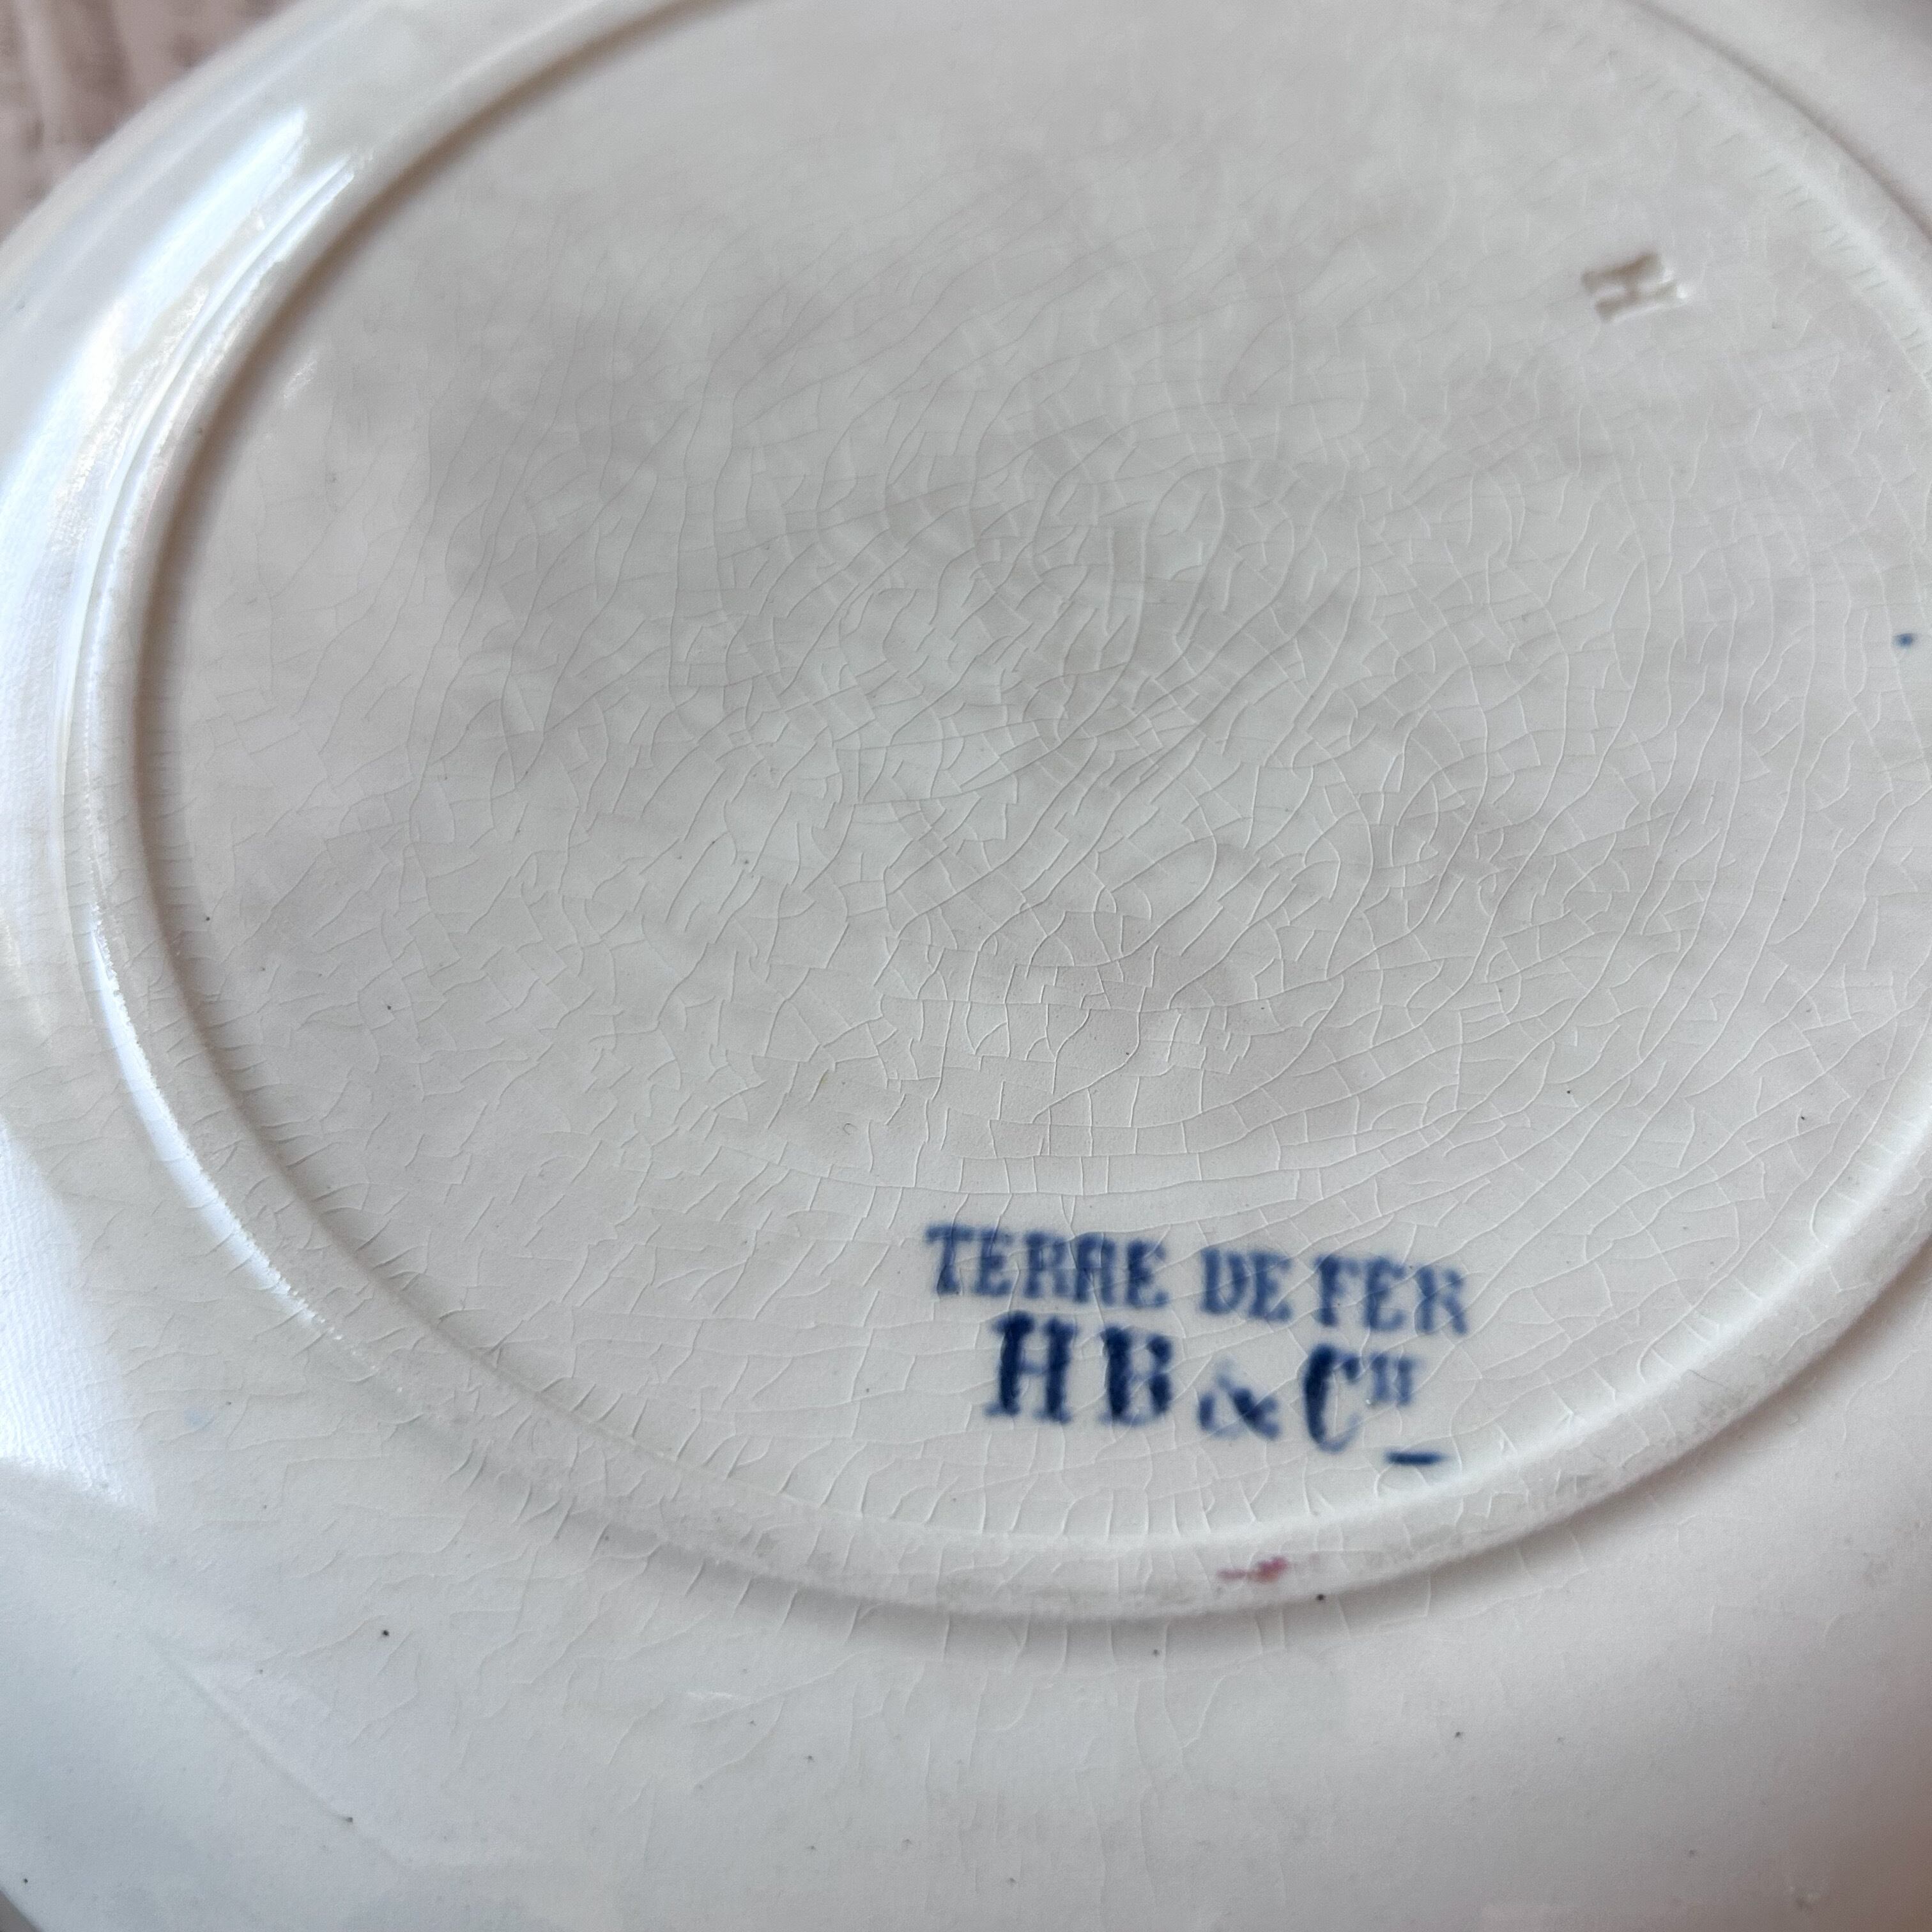 H
TERRE DE FER
HB & Cie